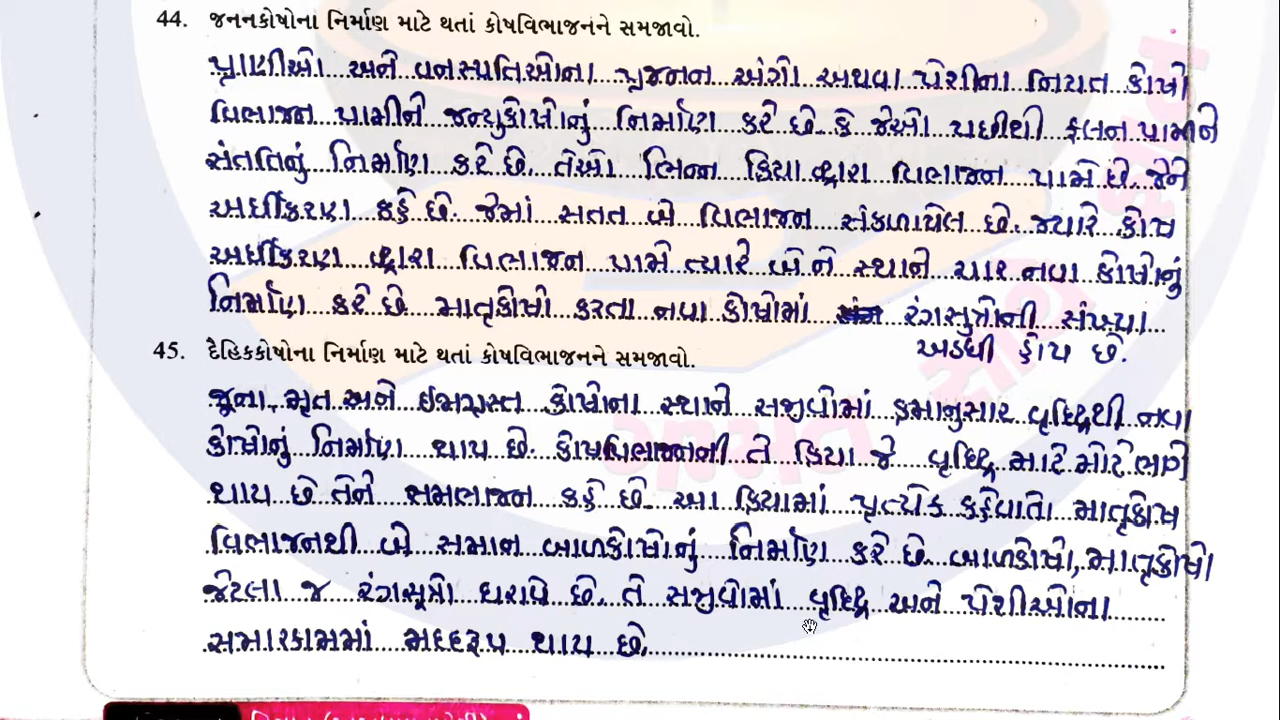 44. જનનકોષોના નિર્માણ માટે થતાં કોષવિભાજનને સમજાવો.
પ્રાણીઓ અને વનસ્પતિઓના પ્રજનન અંગો અથવા પેશીના નિયત કોષો
વિભાજન પામીને જન્યુકોષોનું નિર્માણ કરે છે. કે જેઓ પછીથી ફલન પામીને
સંતતિનું નિર્માણ કરે છે. તેઓ ભિન્ન ક્રિયા દ્વારા વિભાજન પામે છે. જેને
અર્ધીકરણ કહે છે. જેમાં સતત બે વિભાજન સંકળાયેલ છે. જ્યારે કોષ
અર્ધીકરણ દ્વારા વિભાજન પામે ત્યારે બે ને સ્થાને ચાર નવા કોષોનું
નિર્માણ કરે છે માતૃકોષો કરતા નવા કોષોમાં રંગસૂત્રોની સંખ્યા
અડધી હોય છે.
45. દૈહિકકોષોના નિર્માણ માટે થતાં કોષવિભાજનને સમજાવો.
જૂના, મૃત અને ઈજાગ્રસ્ત કોષોના સ્થાને સજીવોમાં ક્રમાનુસાર વૃદ્ધિથી નવા
કોષોનું નિર્માણ થાય છે. કોષવિભાજનની તે ક્રિયા જે વૃદ્ધિ માટે મોટે ભાગે
થાય છે તેને સમભાજન કહે છે. આ ક્રિયામાં પ્રત્યેક કહેવાતો માતૃકોષ
વિભાજનથી બે સમાન બાળકોષોનું નિર્માણ કરે છે. બાળકોષો, માતૃકોષો
જેટલા જ રંગસૂત્રો ધરાવે છે. તે સજીવોમાં વૃદ્ધિ અને પેશીઓના
સમારકામમાં મદદરૂપ થાય છે.